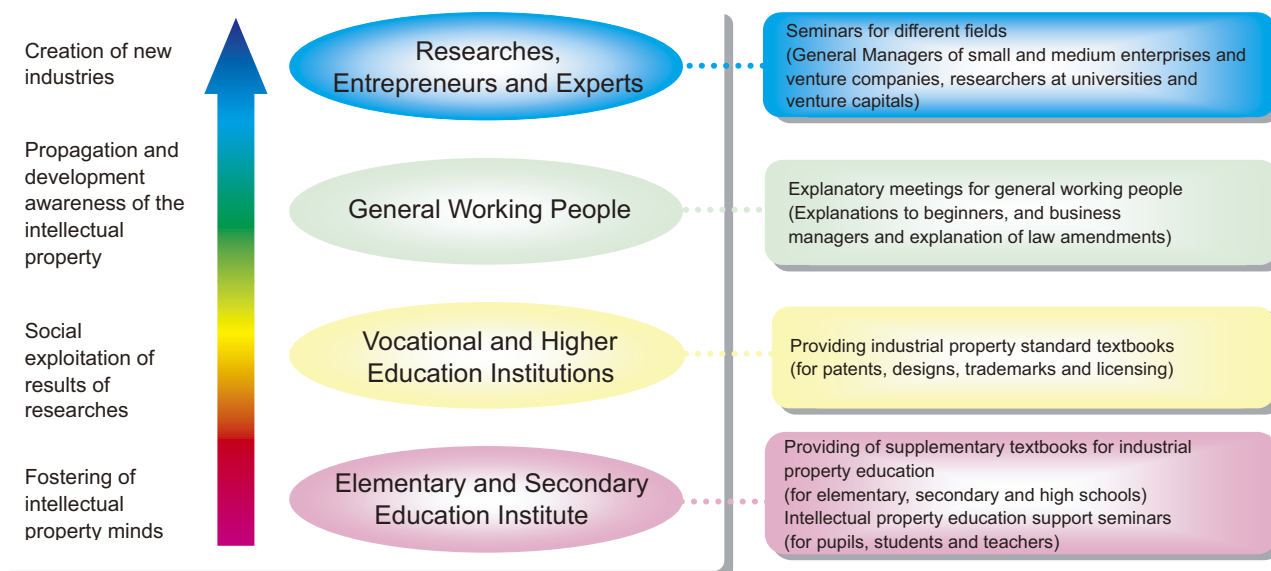 Creation of new
industries
Researches,
Entrepreneurs and Experts
Seminars for different fields
(General Managers of small and medium enterprises and
venture companies, researchers at universities and
venture capitals)
Propagation and
development
awareness of the
intellectual
property
General Working People
Explanatory meetings for general working people
(Explanations to beginners, and business
managers and explanation of law amendments)
Social
exploitation of
results of
researches
Vocational and Higher
Education Institutions
Providing industrial property standard textbooks
(for patents, designs, trademarks and licensing)
Fostering of
intellectual
property minds
Elementary and Secondary
Education Institute
Providing of supplementary textbooks for industrial
property education
(for elementary, secondary and high schools)
Intellectual property education support seminars
(for pupils, students and teachers)